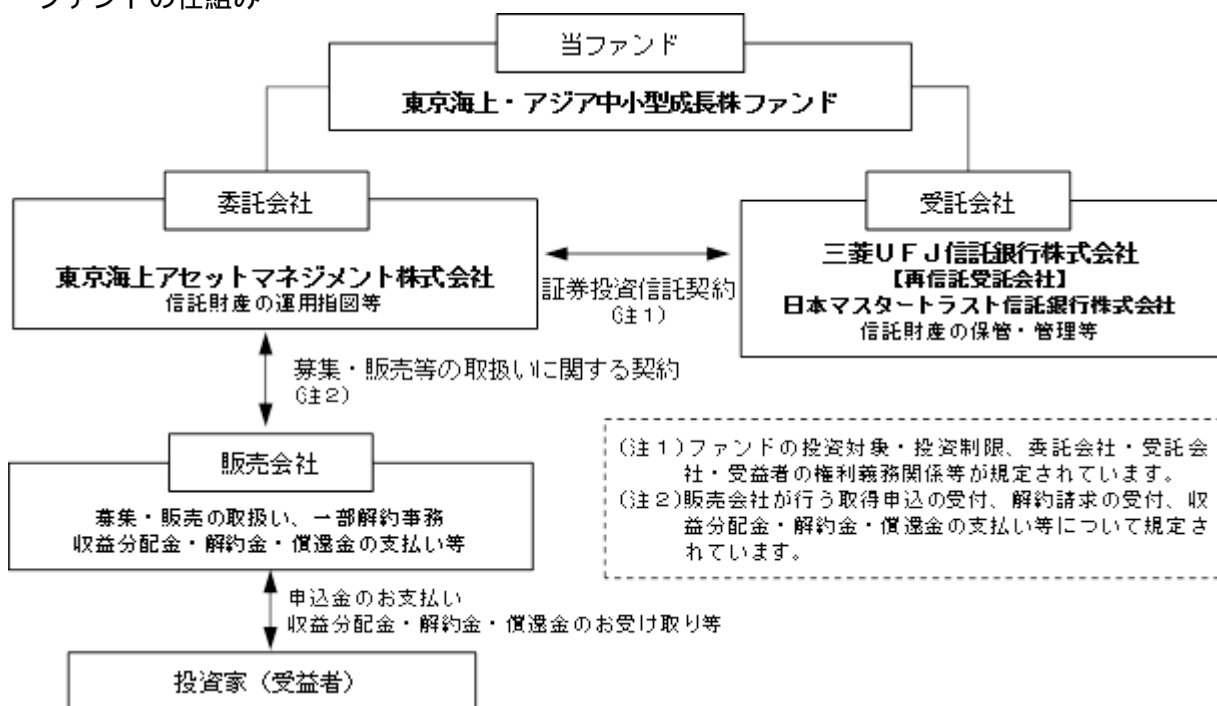 ファンドの仕組み
当ファンド
東京海上・アジア中小型成長株ファンド
委託会社
東京海上アセットマネジメント株式会社
信託財産の運用指図等
証券投資信託契約
(注1)
受託会社
三菱UFJ信託銀行株式会社
【再信託受託会社】
日本マスタートラスト信託銀行株式会社
信託財産の保管・管理等
募集・販売等の取扱いに関する契約
(注2)
販売会社
募集・販売の取扱い、一部解約事務
収益分配金・解約金・償還金の支払い等
(注1)ファンドの投資対象・投資制限、委託会社・受託会
社・受益者の権利義務関係等が規定されています。
(注2)販売会社が行う取得申込の受付、解約請求の受付、収
益分配金・解約金・償還金の支払い等について規定さ
れています。
申込金のお支払い
収益分配金・解約金・償還金のお受け取り等
投資家(受益者)